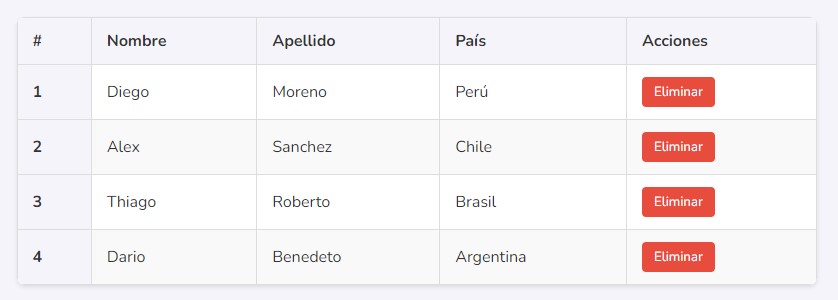 # Nombre Apellido País Acciones
1 Diego Moreno Perú Eliminar
2 Alex Sanchez Chile Eliminar
3 Thiago Roberto Brasil Eliminar
4 Dario Benedeto Argentina Eliminar